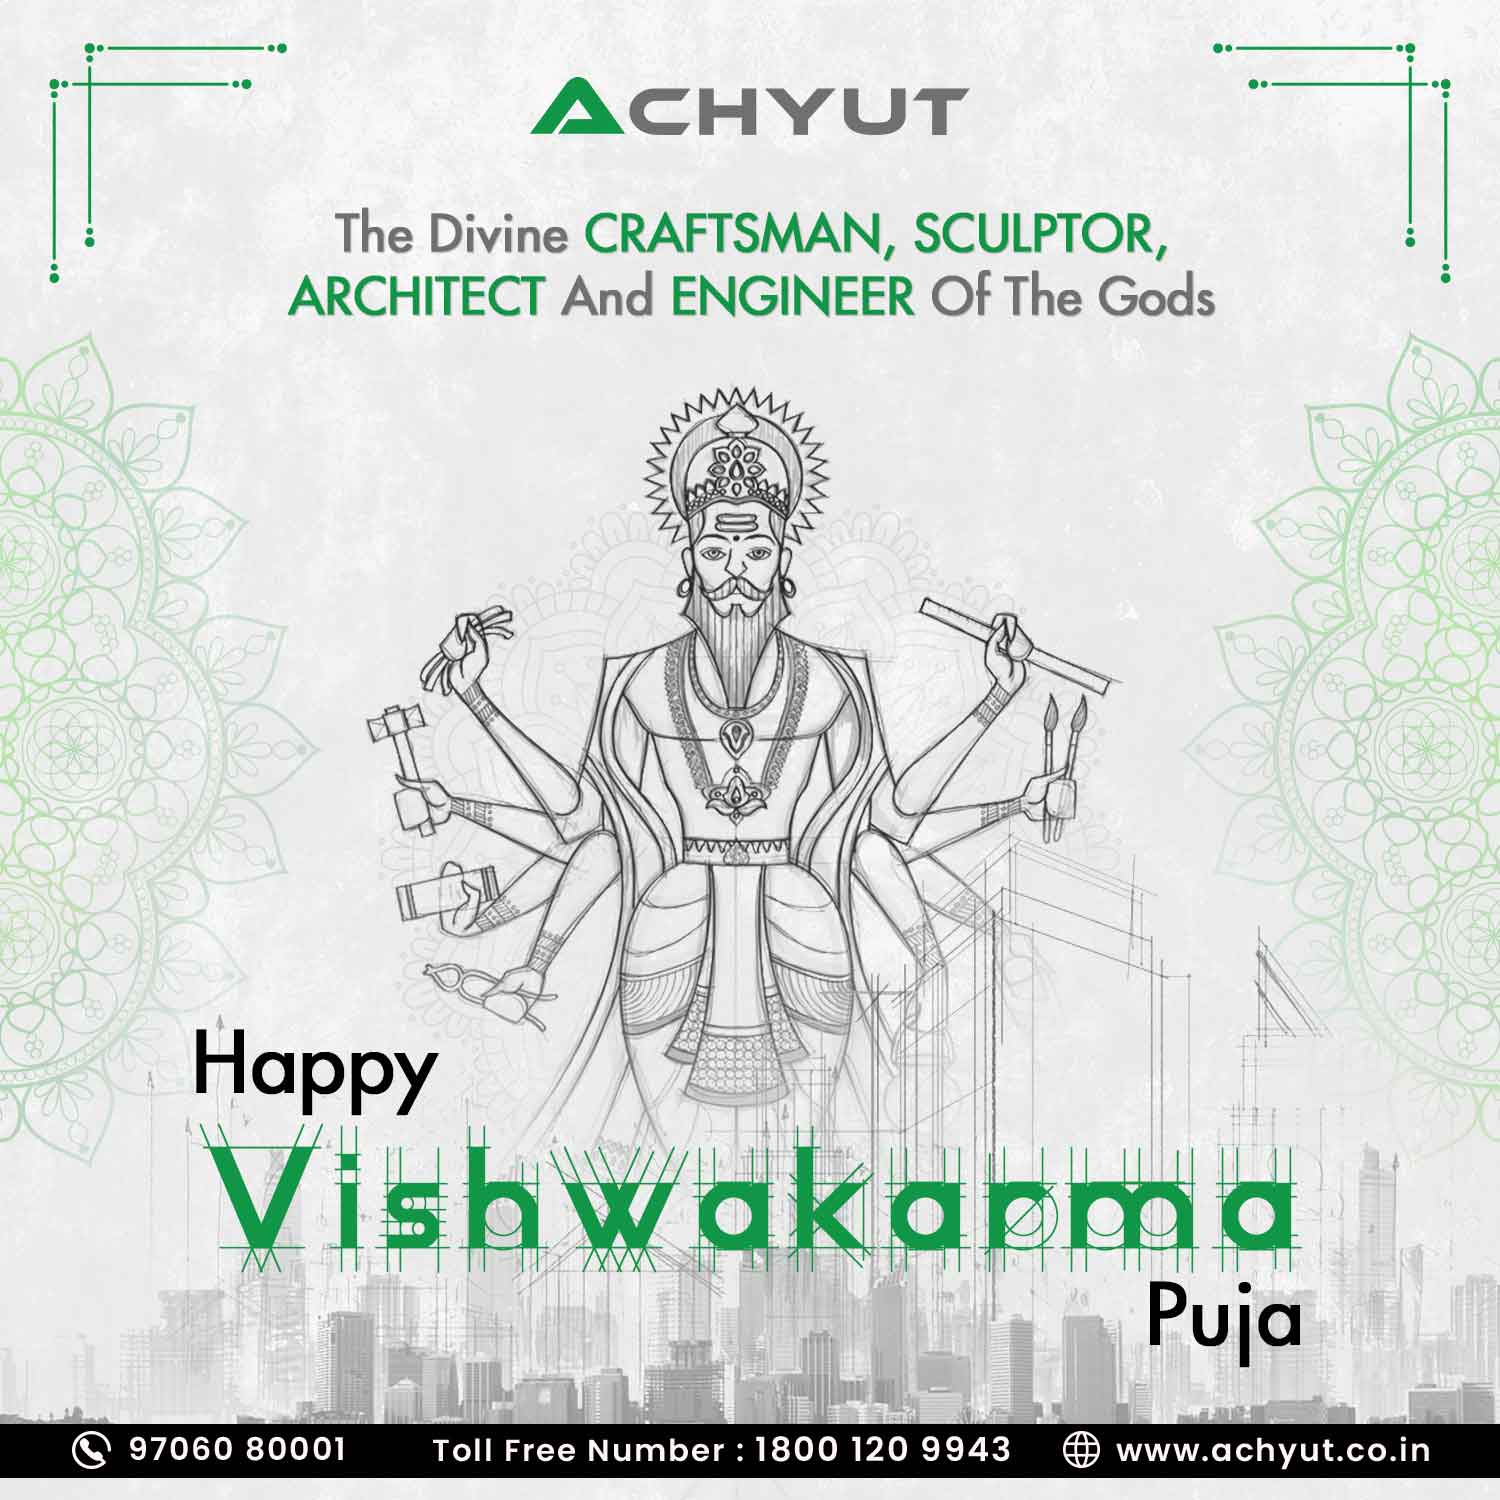 ACHYUT
The Divine CRAFTSMAN, SCULPTOR,
ARCHITECT And ENGINEER Of The Gods
Happy
Vishwakarma
Puja
97060 80001
Toll Free Number : 1800 120 9943
www.achyut.co.in